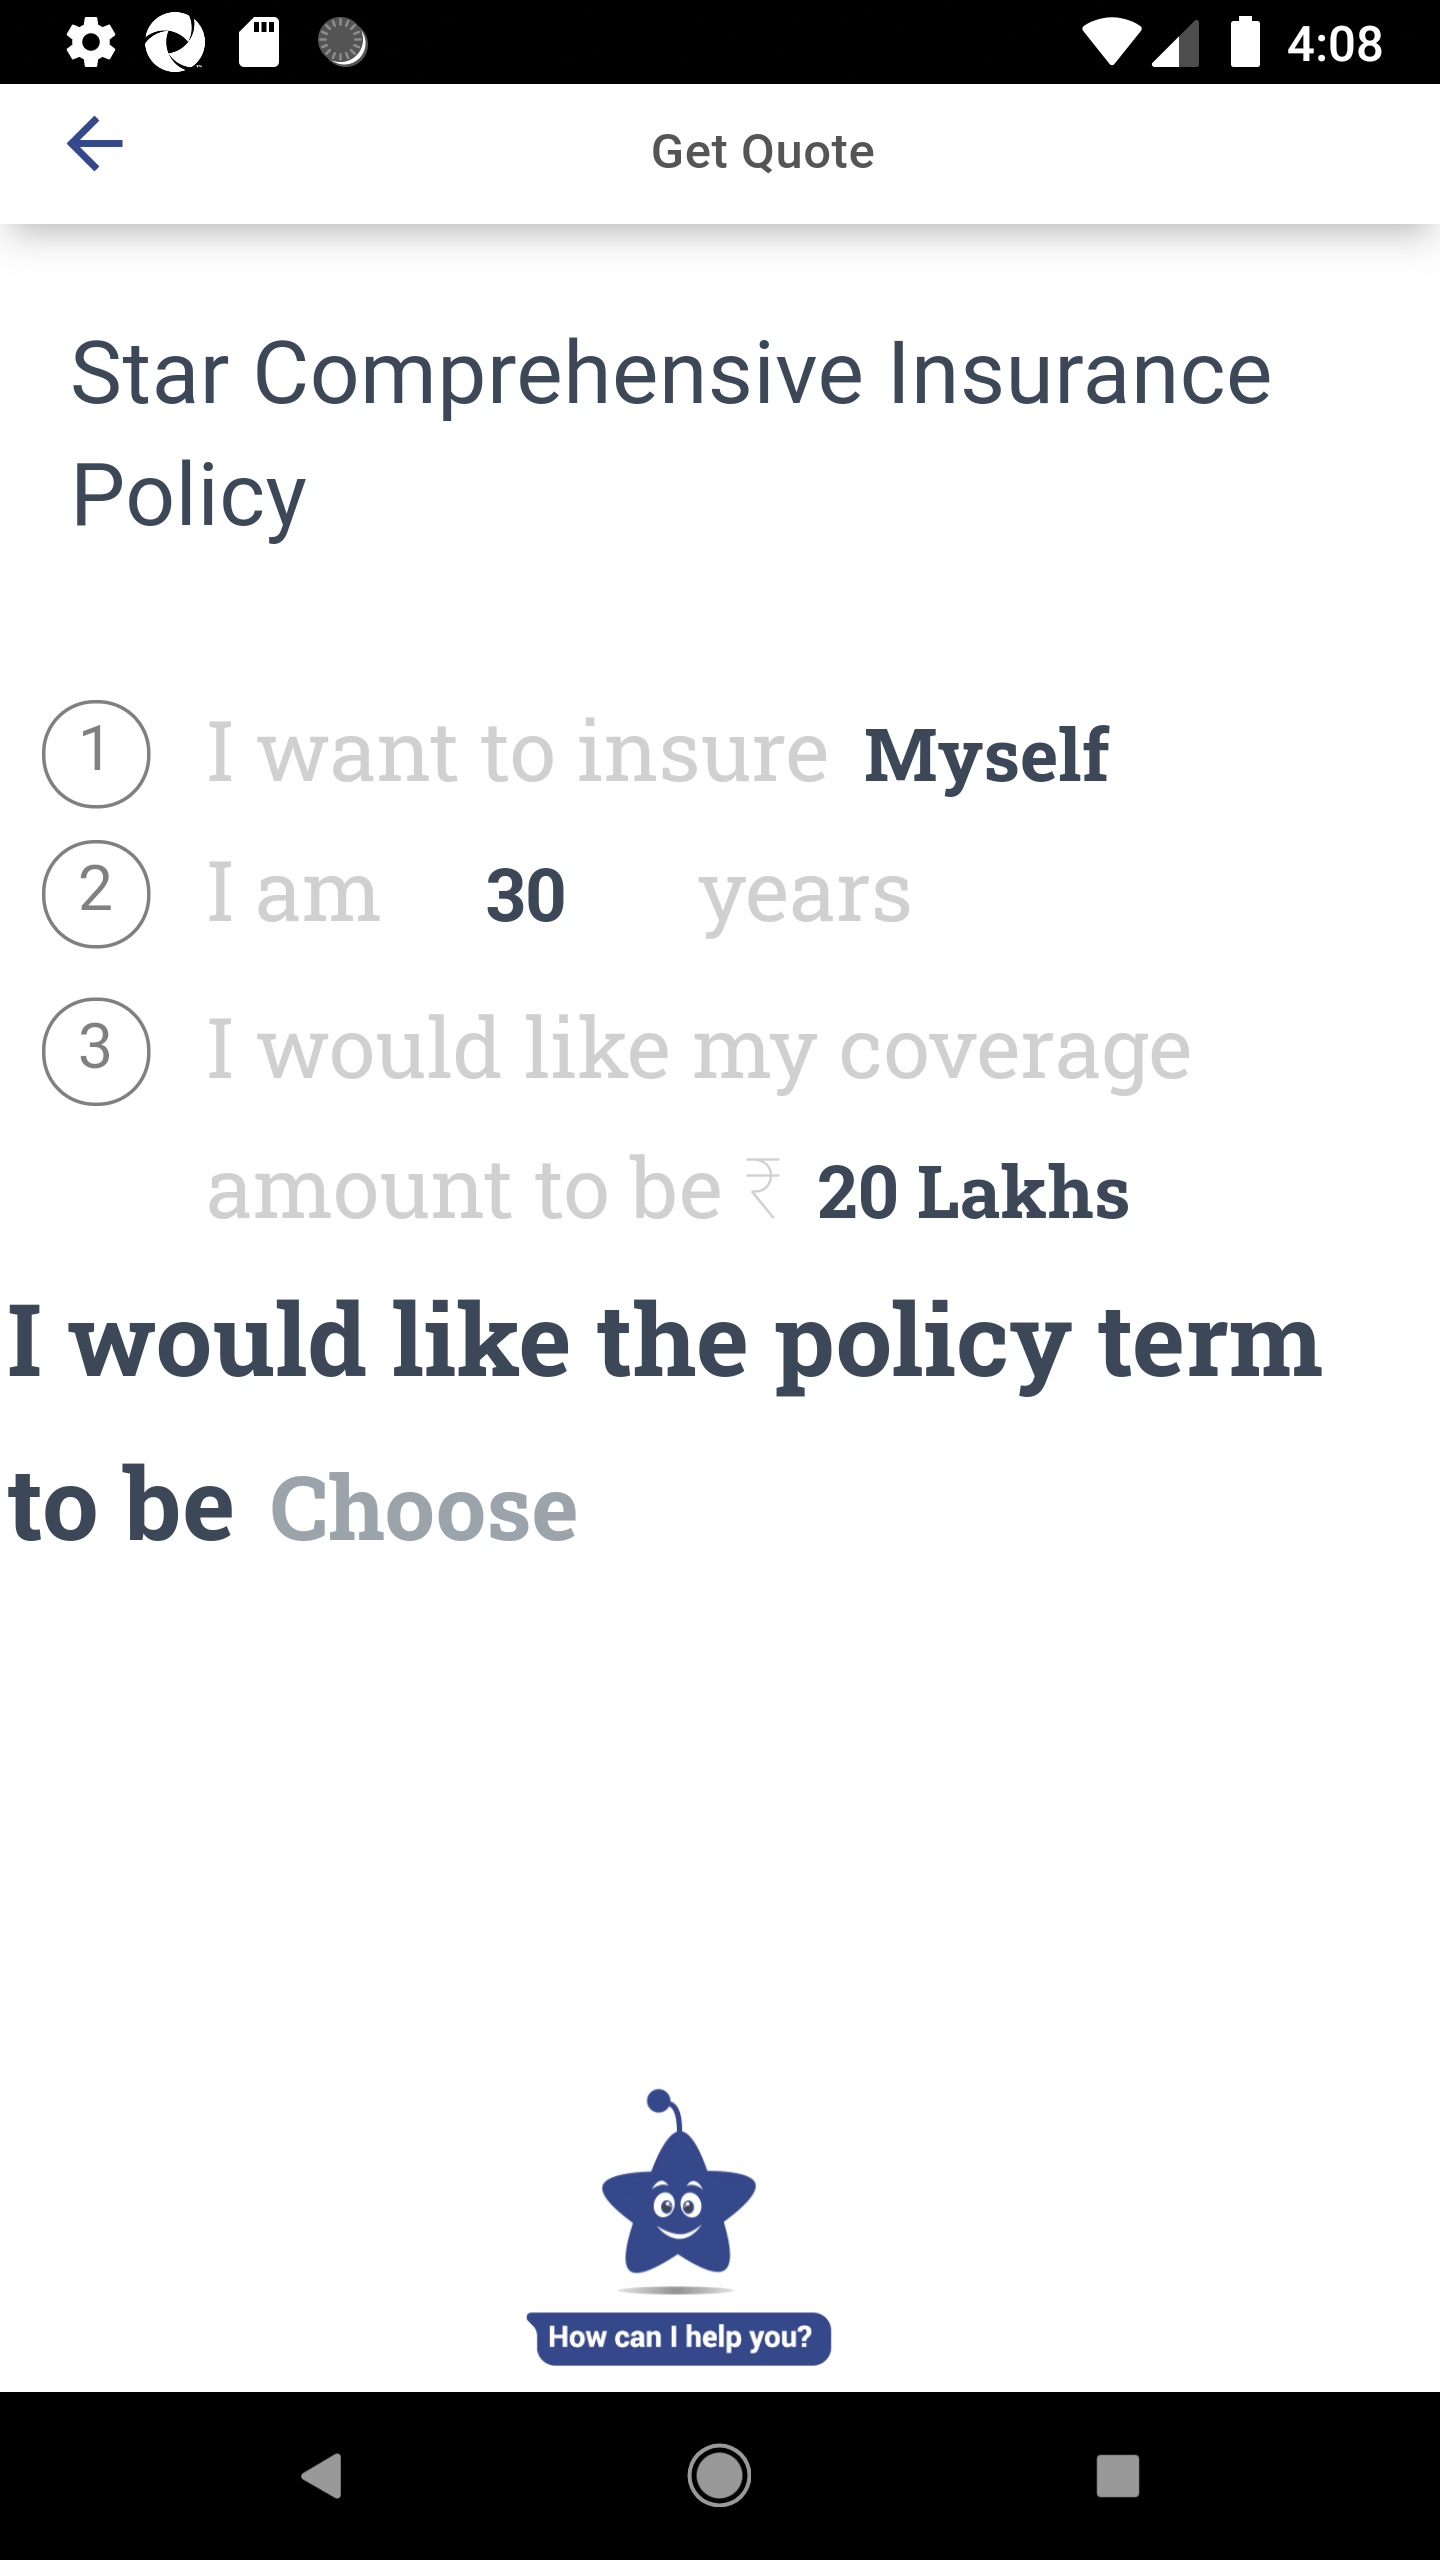 4:08
Get Quote
Star Comprehensive Insurance
Policy
1 I want to insure Myself
2 I am 30 years
3 I would like my coverage
amount to be ₹ 20 Lakhs
I would like the policy term
to be Choose
How can I help you?